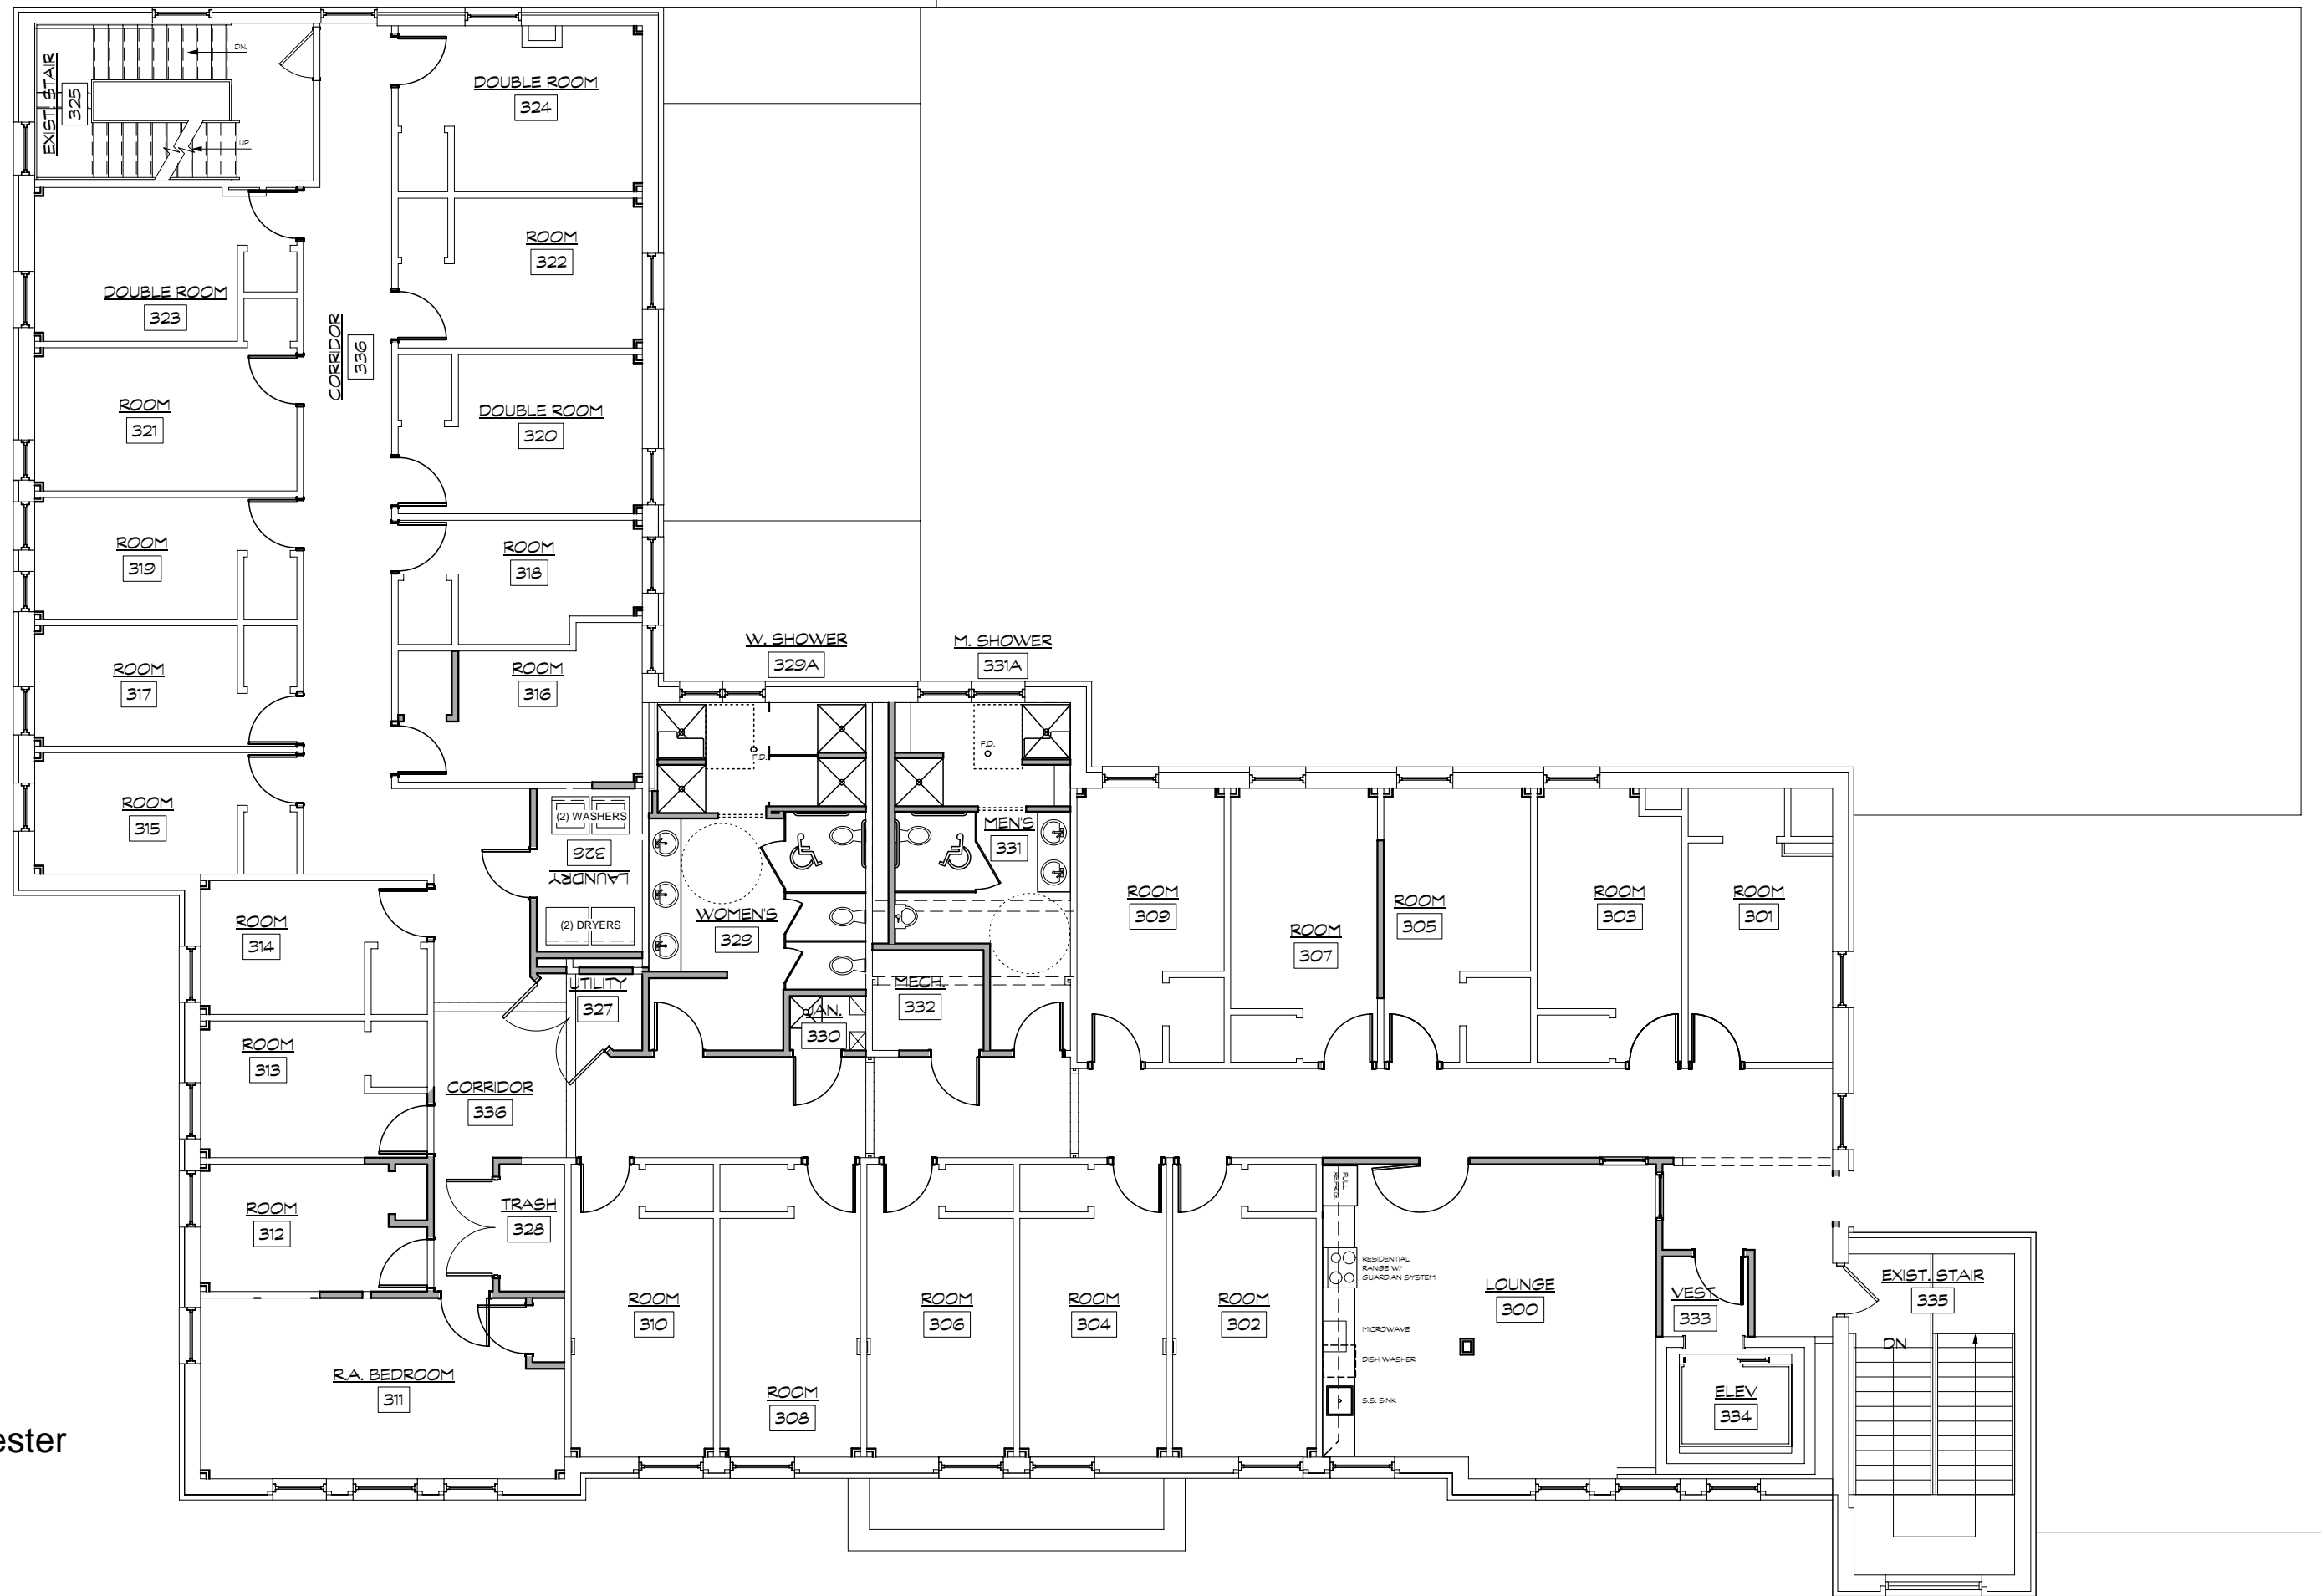 DN.
EXIST. STAIR
325
UP
DOUBLE ROOM
324
ROOM
322
DOUBLE ROOM
323
CORRIDOR
336
ROOM
321
DOUBLE ROOM
320
ROOM
319
ROOM
318
W. SHOWER
329A
M. SHOWER
331A
ROOM
317
ROOM
316
F.D.
F.D.
ROOM
315
(2) WASHERS
326
LAUNDRY
(2) DRYERS
MEN'S
331
ROOM
314
WOMEN'S
329
ROOM
309
ROOM
307
ROOM
305
ROOM
303
ROOM
301
UTILITY
327
MECH.
332
JAN.
330
ROOM
313
CORRIDOR
336
ROOM
312
TRASH
328
FULL
REFRIG.
RESIDENTIAL
RANGE W/
GUARDIAN SYSTEM
LOUNGE
300
VEST.
333
EXIST. STAIR
335
ROOM
310
ROOM
306
ROOM
304
ROOM
302
MICROWAVE
DISH WASHER
DN
R.A. BEDROOM
311
ROOM
308
S.S. SINK
ELEV
334
ester